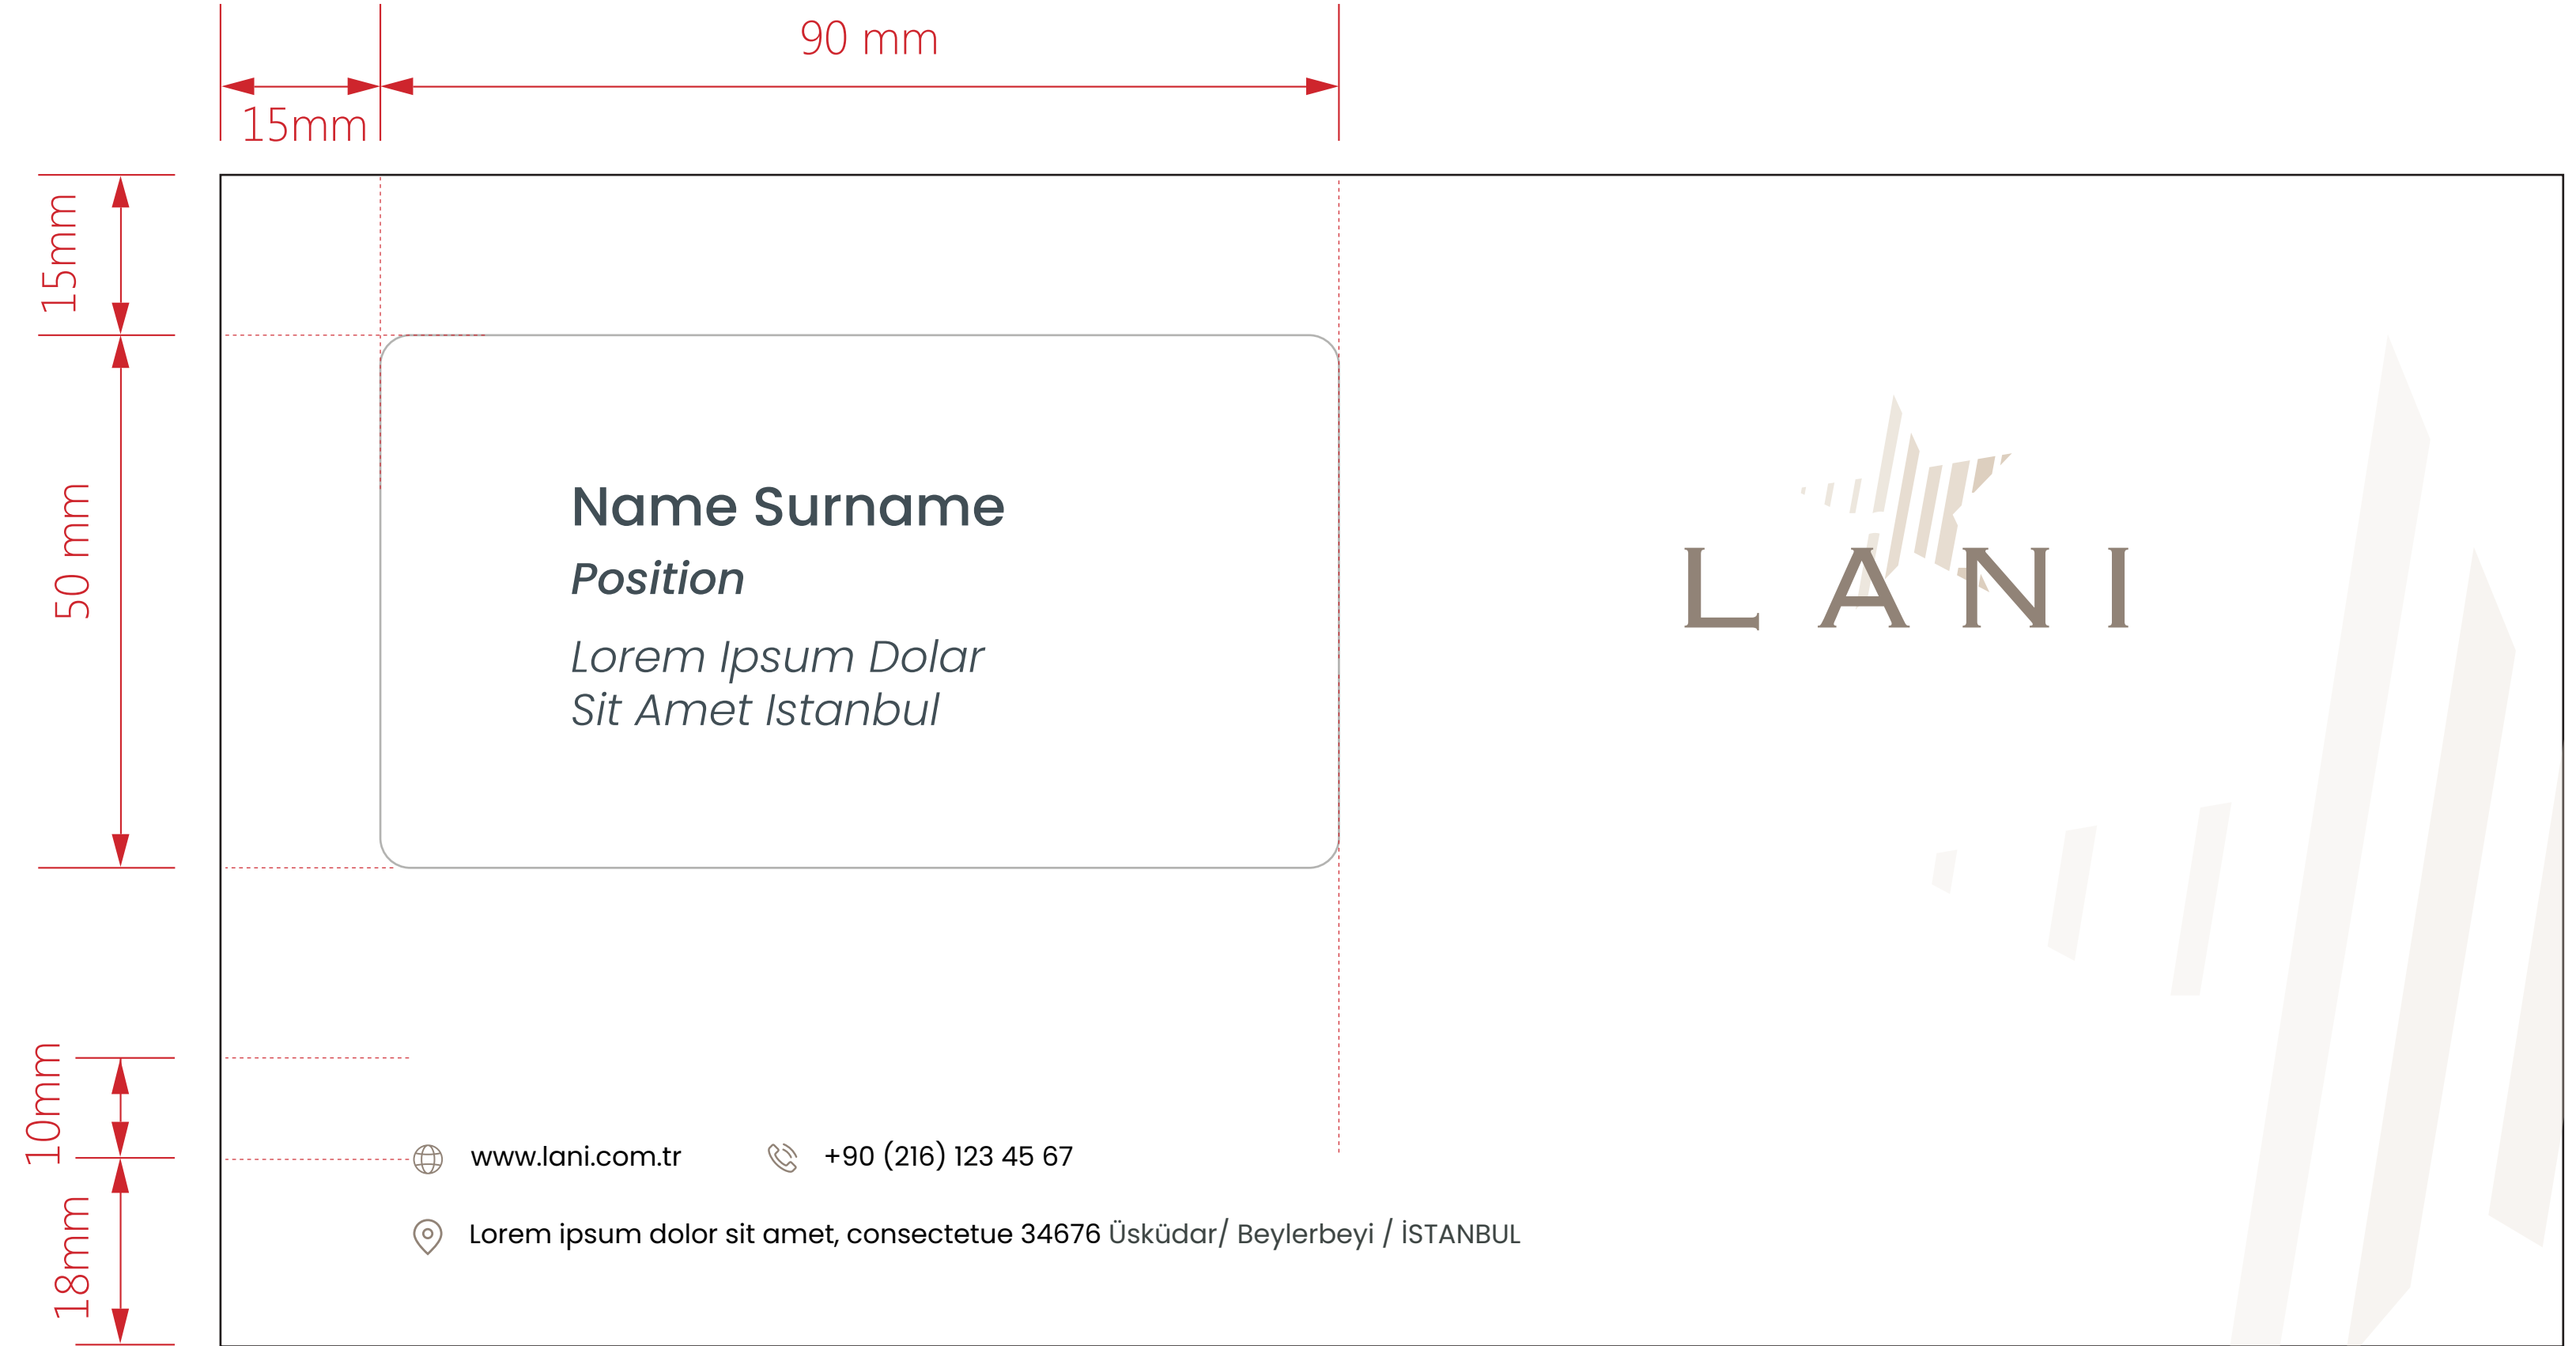 90 mm
15mm
15mm
50 mm
Name Surname
Position
Lorem Ipsum Dolar
Sit Amet Istanbul
LANI
10mm
18mm
www.lani.com.tr
+90 (216) 123 45 67
Lorem ipsum dolor sit amet, consectetue 34676 Üsküdar/ Beylerbeyi / İSTANBUL